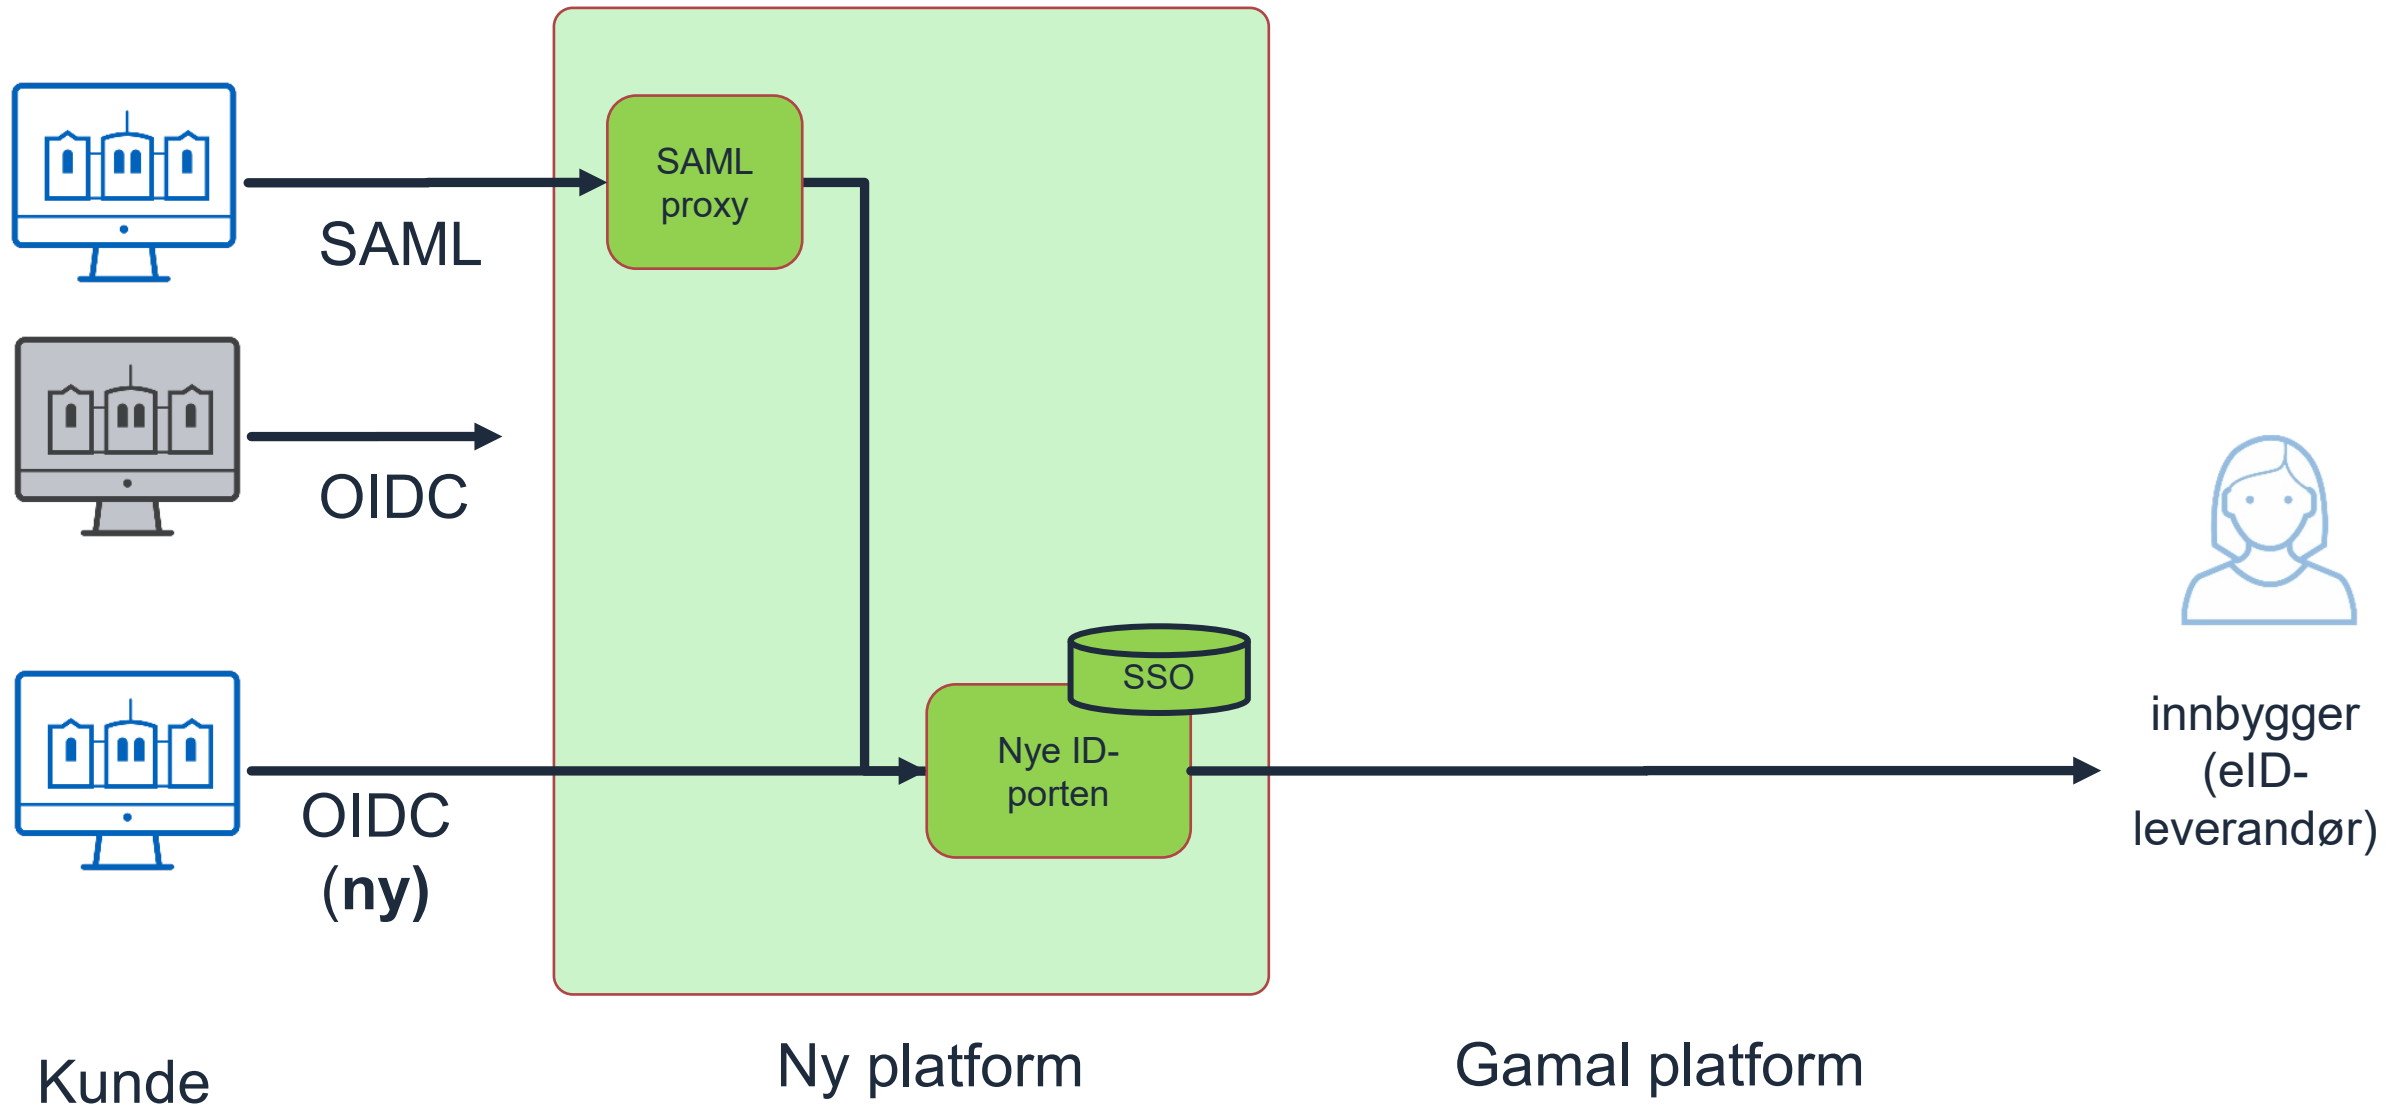 SAML
proxy
SAML
OIDC
SSO
Nye ID-
porten
OIDC
(ny)
innbygger
(eID-
leverandør)
Kunde
Ny platform
Gamal platform